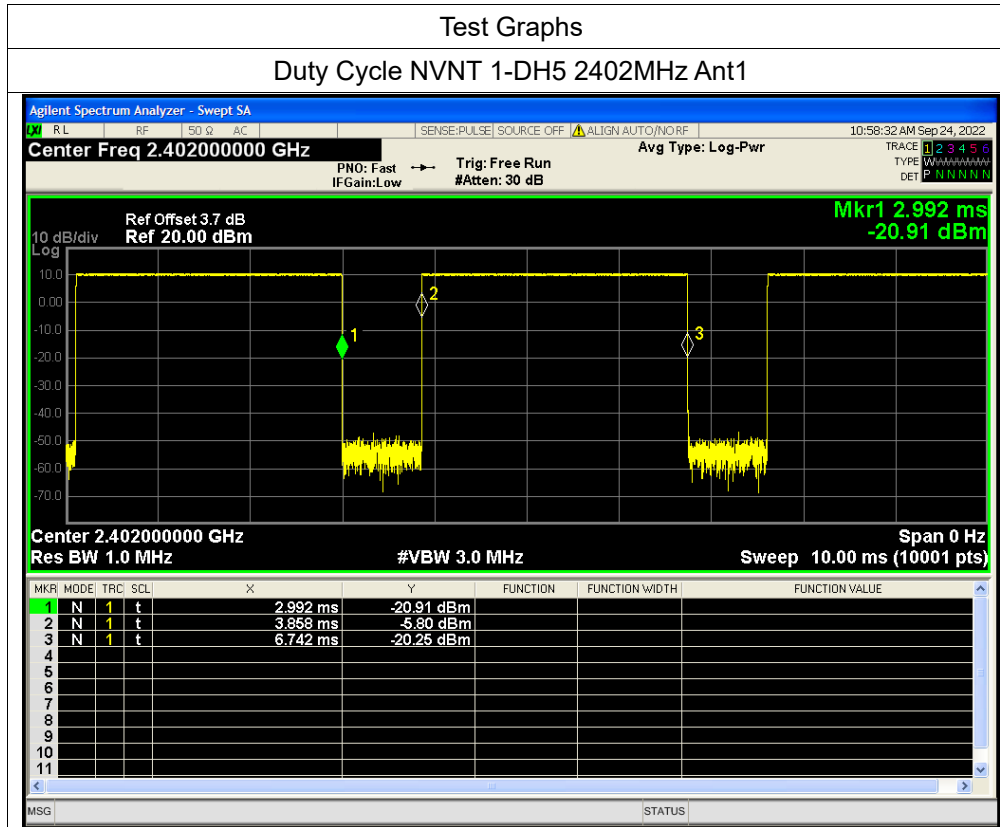 Test Graphs
Duty Cycle NVNT 1-DH5 2402MHz Ant1
Agilent Spectrum Analyzer - Swept SA
LXI RL RF 50 Ω AC SENSE:PULSE SOURCE OFF ALIGN AUTO/NO RF 10:58:32 AM Sep 24, 2022
Center Freq 2.402000000 GHz Avg Type: Log-Pwr TRACE 1 2 3 4 5 6
PNO: Fast Trig: Free Run TYPE WWWWWW
IFGain:Low #Atten: 30 dB DET P N N N N N
Mkr1 2.992 ms
-20.91 dBm
Ref Offset 3.7 dB
10 dB/div Ref 20.00 dBm
Log
10.0
0.00
-10.0
-20.0
-30.0
-40.0
-50.0
-60.0
-70.0
1
2
3
Center 2.402000000 GHz Span 0 Hz
Res BW 1.0 MHz #VBW 3.0 MHz Sweep 10.00 ms (10001 pts)
MKR MODE TRC SCL X Y FUNCTION FUNCTION WIDTH FUNCTION VALUE
1 N 1 t 2.992 ms -20.91 dBm
2 N 1 t 3.858 ms -5.80 dBm
3 N 1 t 6.742 ms -20.25 dBm
4
5
6
7
8
9
10
11
MSG STATUS